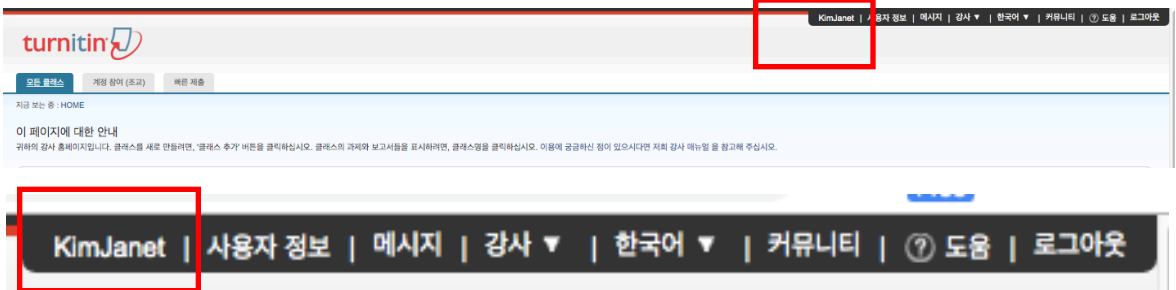 KimJanet | 사용자 정보 | 메시지 | 강사 ▼ | 한국어 ▼ | 커뮤니티 | ? 도움 | 로그아웃
turnitin
모든 클래스 계정 참여 (조교) 빠른 제출
지금 보는 중 : HOME
이 페이지에 대한 안내
귀하의 강사 홈페이지입니다. 클래스를 새로 만들려면, '클래스 추가' 버튼을 클릭하십시오. 클래스의 과제와 보고서들을 표시하려면, 클래스명을 클릭하십시오. 이용에 궁금하신 점이 있으시다면 저희 강사 매뉴얼 을 참고해 주십시오.
KimJanet | 사용자 정보 | 메시지 | 강사 ▼ | 한국어 ▼ | 커뮤니티 | ? 도움 | 로그아웃